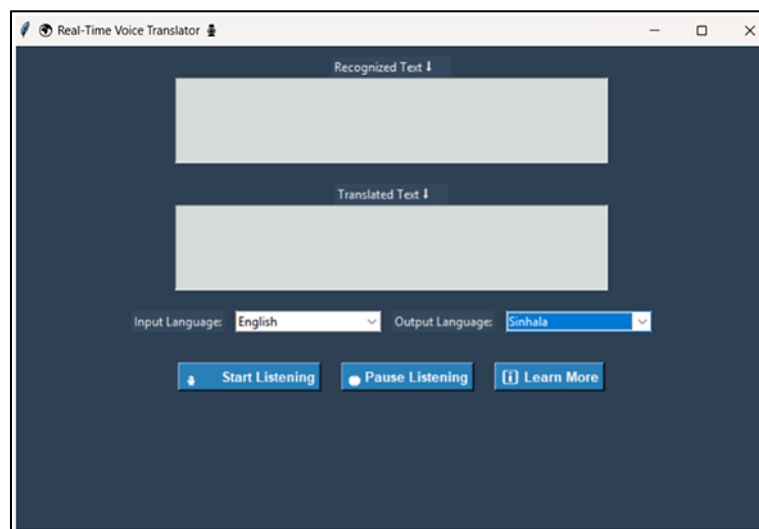 Real-Time Voice Translator
Recognized Text ⬇
Translated Text ⬇
Input Language: English Output Language: Sinhala
Start Listening Pause Listening Learn More